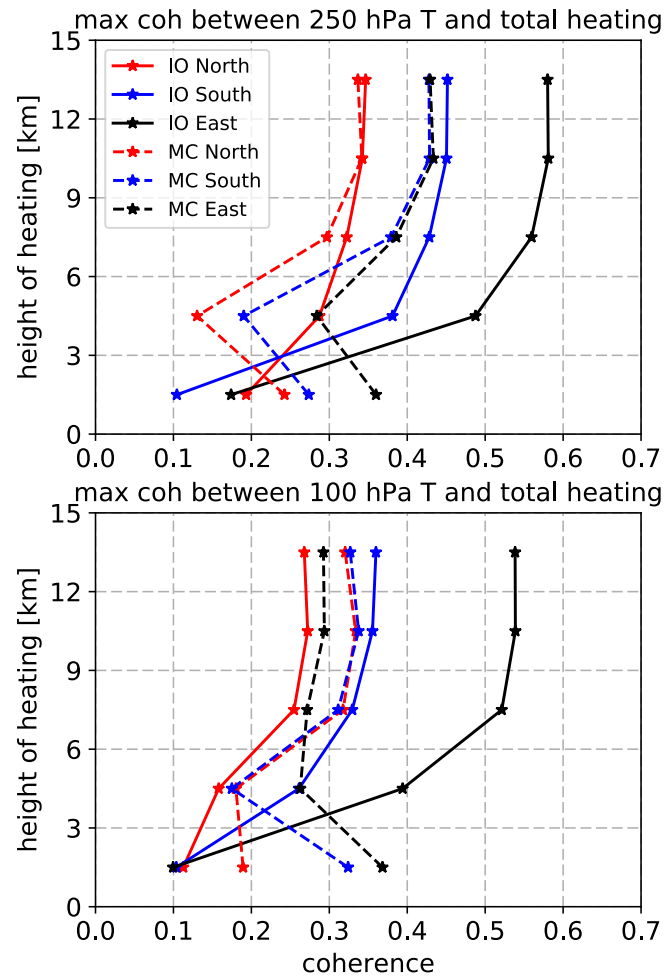 max coh between 250 hPa T and total heating
15
12
9
6
3
0
height of heating [km]
IO North
IO South
IO East
MC North
MC South
MC East
0.0 0.1 0.2 0.3 0.4 0.5 0.6 0.7
max coh between 100 hPa T and total heating
15
12
9
6
3
0
height of heating [km]
0.0 0.1 0.2 0.3 0.4 0.5 0.6 0.7
coherence